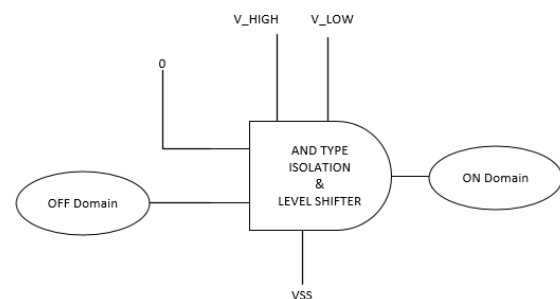 V_HIGH
V_LOW
0
AND TYPE
ISOLATION
&
LEVEL SHIFTER
OFF Domain
ON Domain
VSS